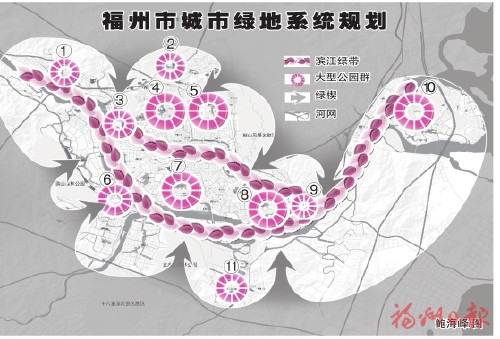 福州市城市绿地系统规划
滨江绿带
大型公园群
绿楔
河网
①
②
③
④
⑤
⑥
⑦
⑧
⑨
⑩
⑪
福州日报
鲍海峰 图